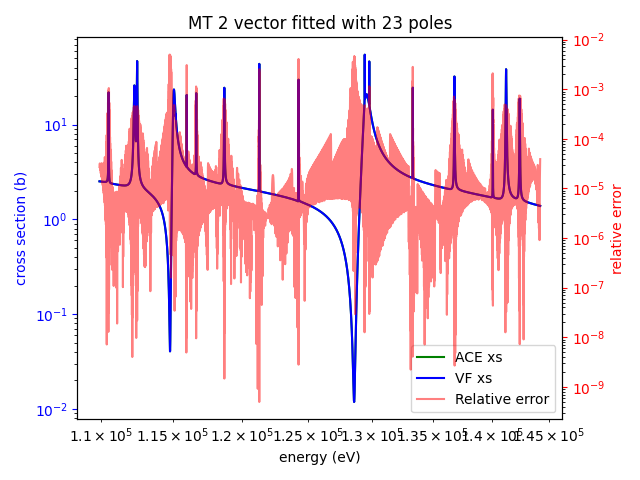 MT 2 vector fitted with 23 poles
cross section (b)
10¹
10⁰
10⁻¹
10⁻²
10⁻²
10⁻³
10⁻⁴
10⁻⁵
10⁻⁶
10⁻⁷
10⁻⁸
10⁻⁹
relative error
ACE xs
VF xs
Relative error
1.1 × 10⁵ 1.15 × 10⁵ 1.2 × 10⁵ 1.25 × 10⁵ 1.3 × 10⁵ 1.35 × 10⁵ 1.4 × 10⁵ 1.45 × 10⁵
energy (eV)